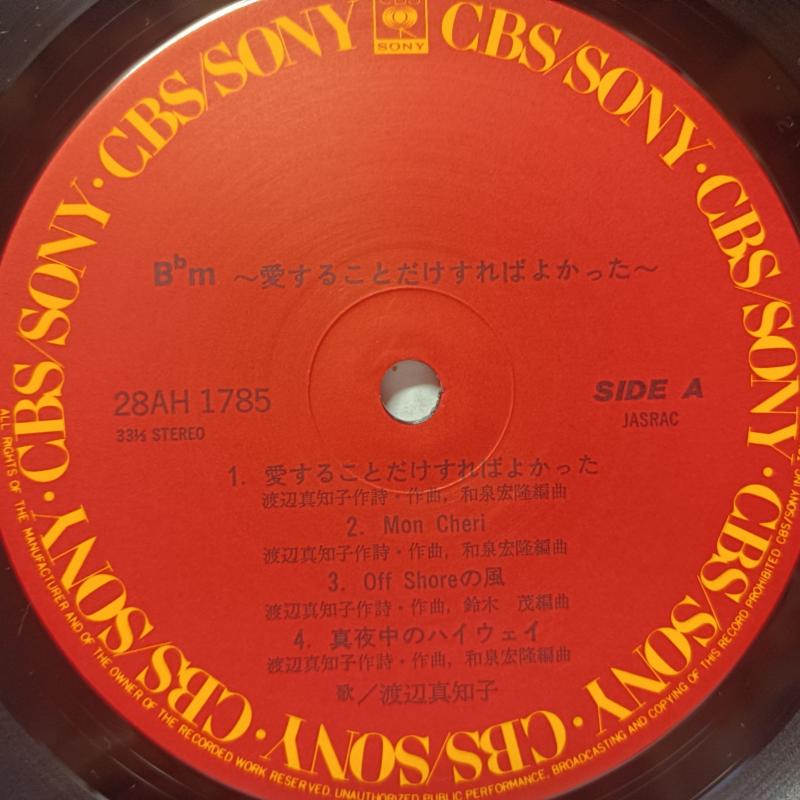 CBS
SONY
CBS/SONY · CBS/SONY · CBS/SONY · CBS/SONY · CBS/SONY · CBS/SONY · CBS/SONY · CBS/SONY
B♭m ～愛することだけすればよかった～
28AH 1785
33⅓ STEREO
SIDE A
JASRAC
1. 愛することだけすればよかった
渡辺真知子作詩・作曲, 和泉宏隆編曲
2. Mon Cheri
渡辺真知子作詩・作曲, 和泉宏隆編曲
3. Off Shoreの風
渡辺真知子作詩・作曲, 鈴木 茂編曲
4. 真夜中のハイウェイ
渡辺真知子作詩・作曲, 和泉宏隆編曲
歌／渡辺真知子
ALL RIGHTS OF THE MANUFACTURER AND OF THE OWNER OF THE RECORDED WORK RESERVED. UNAUTHORIZED PUBLIC PERFORMANCE, BROADCASTING AND COPYING OF THIS RECORD PROHIBITED CBS/SONY INC.